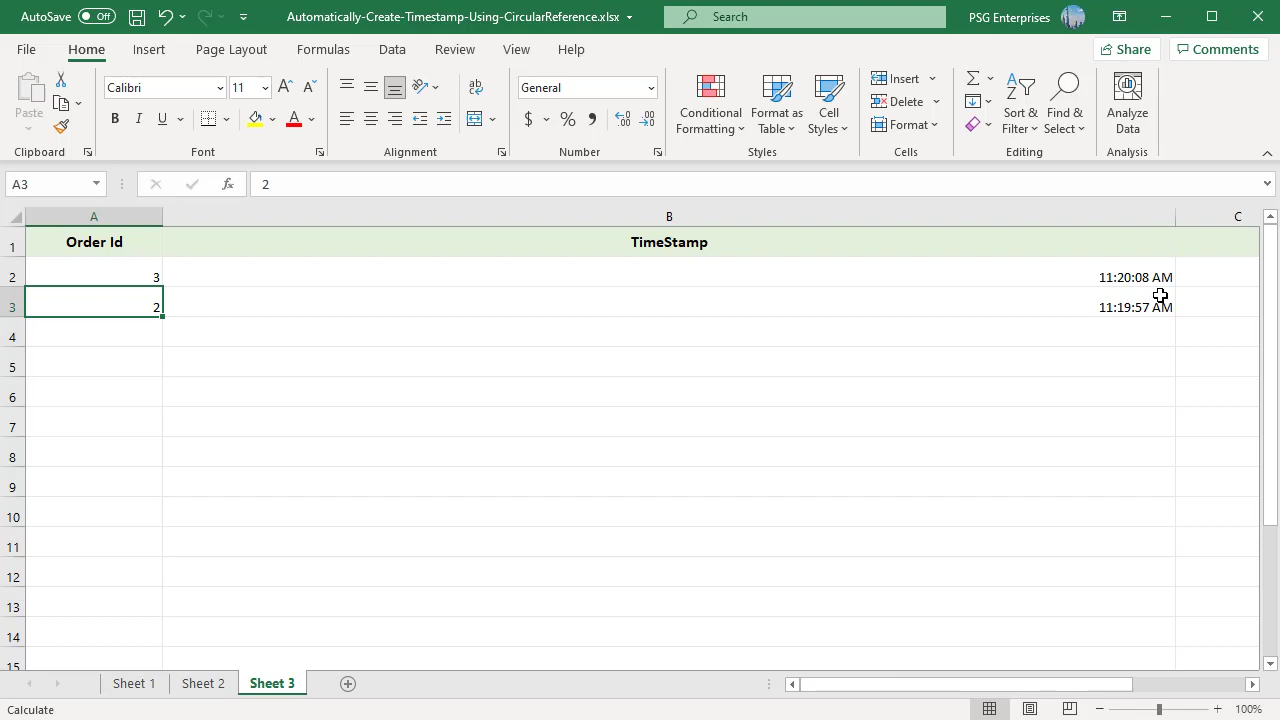 AutoSave Off Automatically-Create-Timestamp-Using-CircularReference.xlsx Search PSG Enterprises
File Home Insert Page Layout Formulas Data Review View Help Share Comments
Calibri 11 A A ab General Insert
Paste Conditional Formatting Format as Table Cell Styles Delete Sort & Filter Find & Select Analyze Data
B I U A $ % 9 Format
Clipboard Font Alignment Number Styles Cells Editing Analysis
A3 fx 2
A B C
1 Order Id TimeStamp
2 3 11:20:08 AM
3 2 11:19:57 AM
4
5
6
7
8
9
10
11
12
13
14
15
Sheet 1 Sheet 2 Sheet 3
Calculate 100%